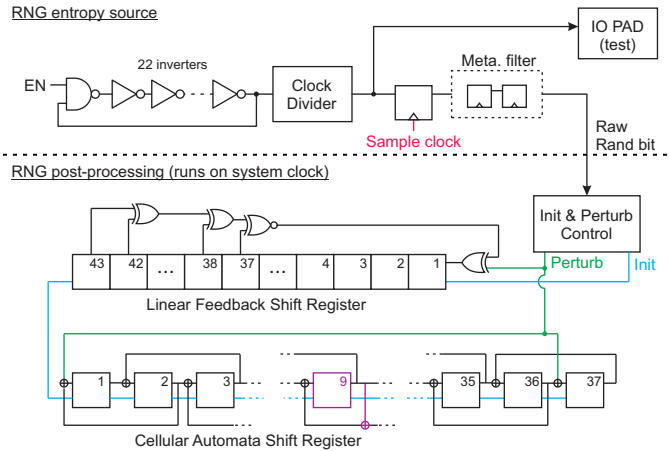 RNG entropy source
IO PAD
(test)
22 inverters
Meta. filter
EN
Clock
Divider
Sample clock
Raw
Rand bit
RNG post-processing (runs on system clock)
Init & Perturb
Control
43 42 ... 38 37 ... 4 3 2 1
Perturb
Init
Linear Feedback Shift Register
1 2 3 9 35 36 37
Cellular Automata Shift Register